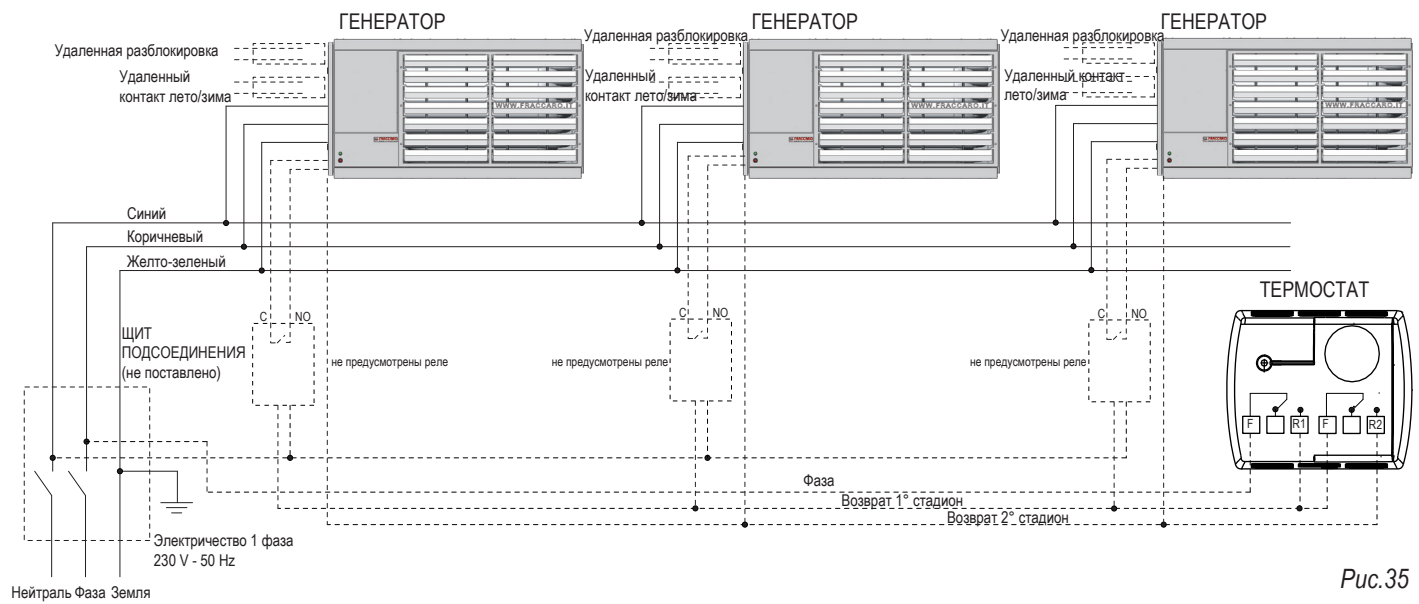 ГЕНЕРАТОР
ГЕНЕРАТОР
ГЕНЕРАТОР
Удаленная разблокировка
Удаленный
контакт лето/зима
Удаленная разблокировка
Удаленный
контакт лето/зима
Удаленная разблокировка
Удаленный контакт
лето/зима
WWW.FRACCARO.IT
FRACCARO
WWW.FRACCARO.IT
FRACCARO
WWW.FRACCARO.IT
FRACCARO
Синий
Коричневый
Желто-зеленый
ТЕРМОСТАТ
C NO
C NO
C NO
ЩИТ
ПОДСОЕДИНЕНИЯ
(не поставлено)
не предусмотрены реле
не предусмотрены реле
не предусмотрены реле
F R1 F R2
Фаза
Возврат 1° стадион
Возврат 2° стадион
Электричество 1 фаза
230 V - 50 Hz
Нейтраль Фаза Земля
Рис.35